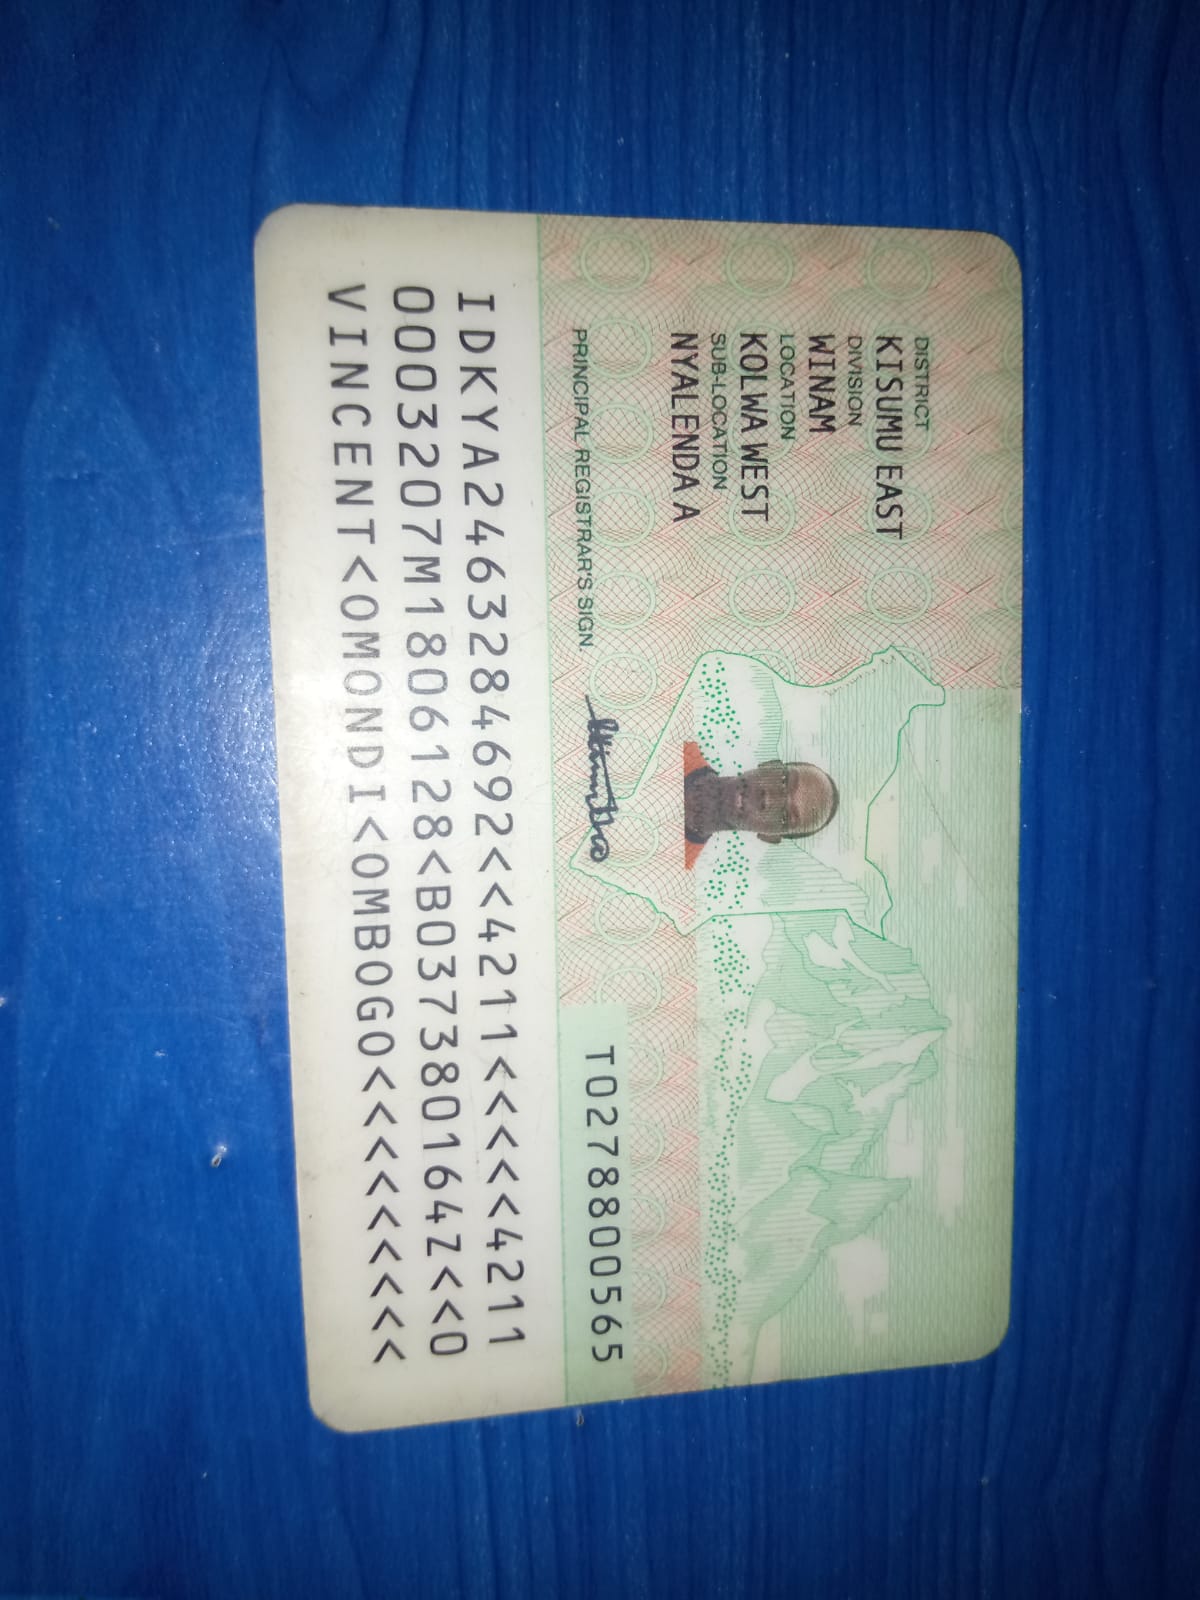 DISTRICT
KISUMU EAST
DIVISION
WINAM
LOCATION
KOLWA WEST
SUB-LOCATION
NYALENDA A
PRINCIPAL REGISTRAR'S SIGN.
T0278800565
IDKYA2463284692<<4211<<<<<4211
0003207M1806128<B037380164Z<<0
VINCENT<OMONDI<OMBOGO<<<<<<<<<